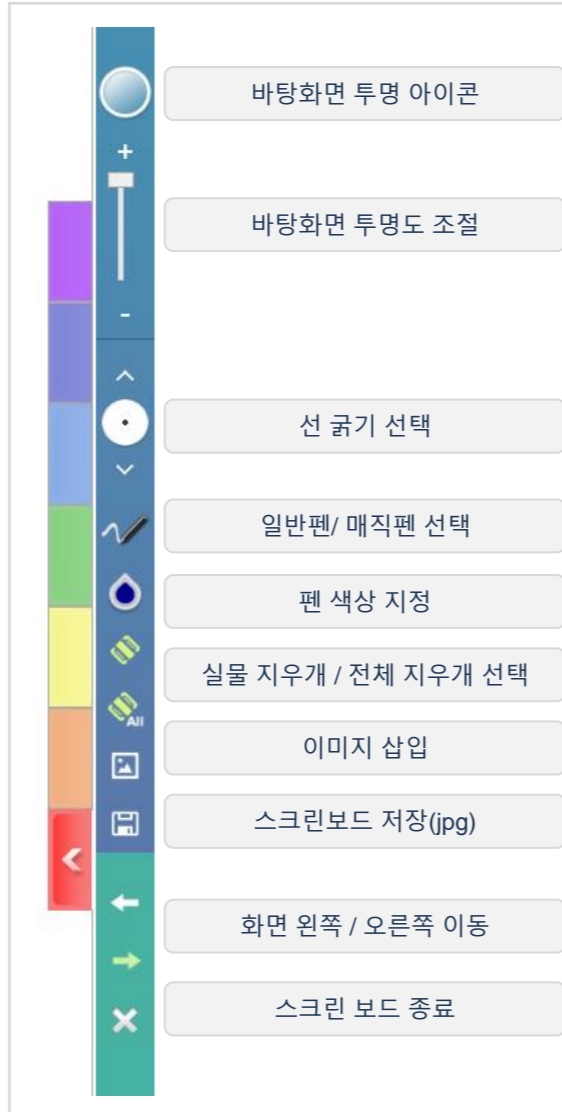 바탕화면 투명 아이콘
+
바탕화면 투명도 조절
-
선 굵기 선택
일반펜/ 매직펜 선택
펜 색상 지정
실물 지우개 / 전체 지우개 선택
All
이미지 삽입
스크린보드 저장(jpg)
화면 왼쪽 / 오른쪽 이동
스크린 보드 종료